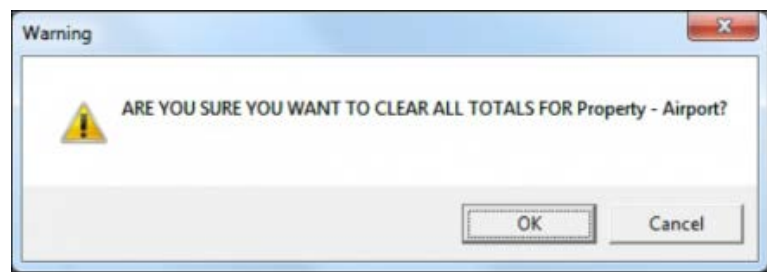 Warning
ARE YOU SURE YOU WANT TO CLEAR ALL TOTALS FOR Property - Airport?
OK
Cancel